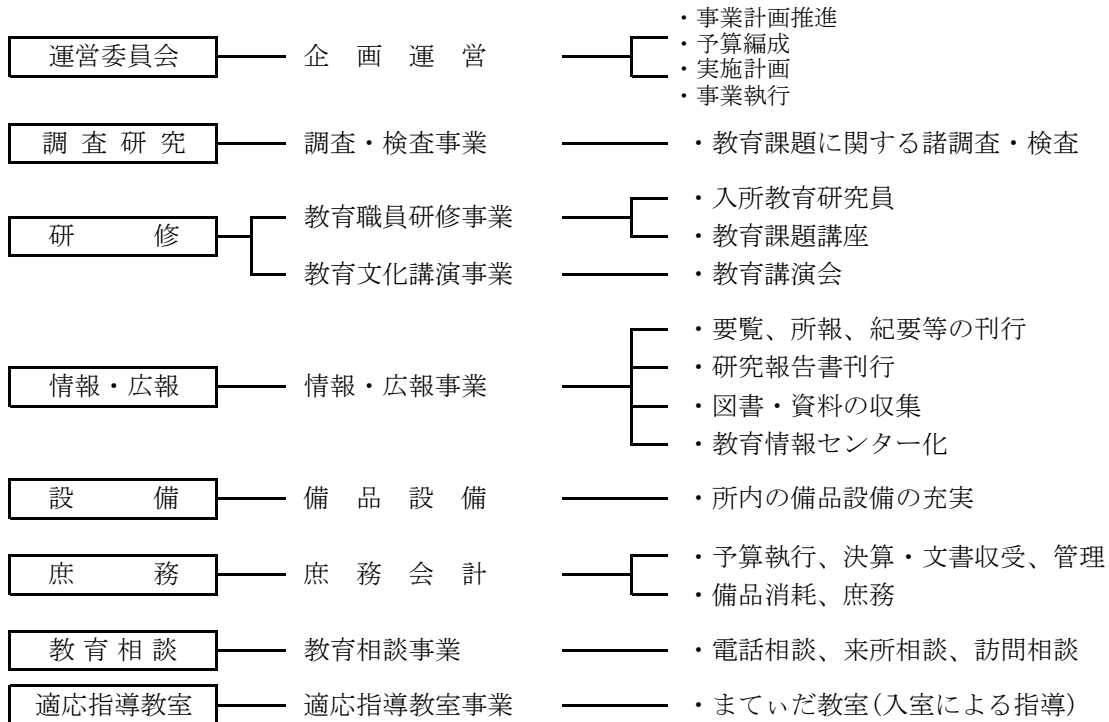 ・事業計画推進
運営委員会 企画運営 ・予算編成
・実施計画
・事業執行
調査研究 調査・検査事業 ・教育課題に関する諸調査・検査
・入所教育研究員
教育職員研修事業
研修 ・教育課題講座
教育文化講演事業 ・教育講演会
・要覧、所報、紀要等の刊行
・研究報告書刊行
情報・広報 情報・広報事業
・図書・資料の収集
・教育情報センター化
設備 備品設備 ・所内の備品設備の充実
・予算執行、決算・文書収受、管理
庶務 庶務会計
・備品消耗、庶務
教育相談 教育相談事業 ・電話相談、来所相談、訪問相談
適応指導教室 適応指導教室事業 ・まてぃだ教室(入室による指導)